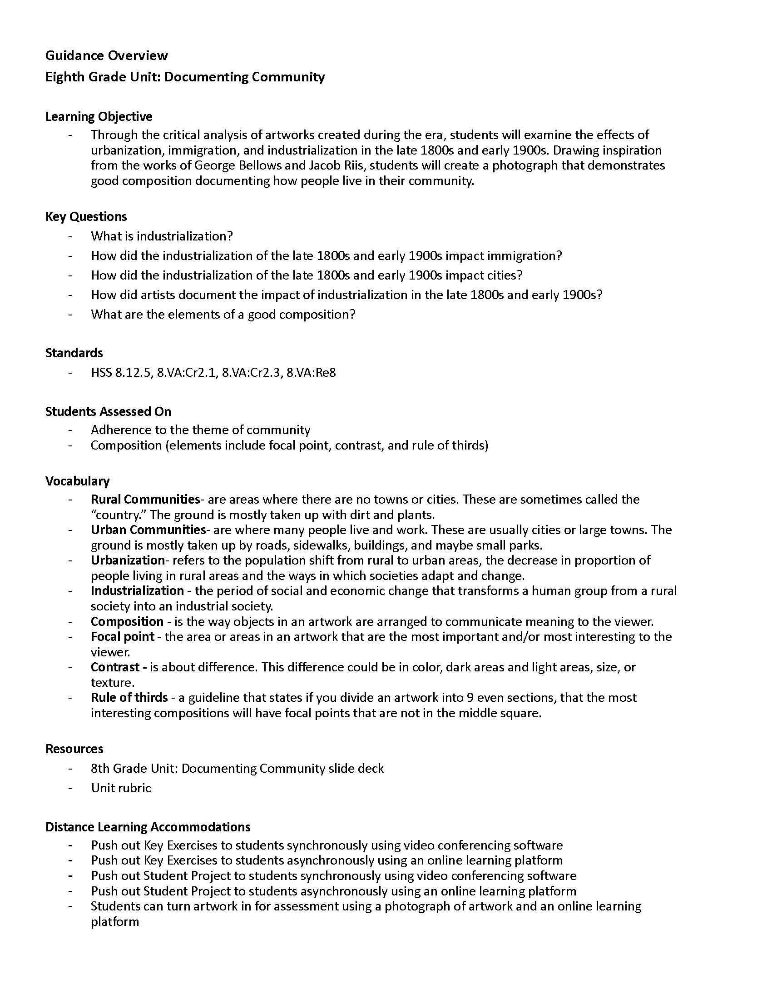 Guidance Overview
Eighth Grade Unit: Documenting Community
Learning Objective
- Through the critical analysis of artworks created during the era, students will examine the effects of
urbanization, immigration, and industrialization in the late 1800s and early 1900s. Drawing inspiration
from the works of George Bellows and Jacob Riis, students will create a photograph that demonstrates
good composition documenting how people live in their community.
Key Questions
- What is industrialization?
- How did the industrialization of the late 1800s and early 1900s impact immigration?
- How did the industrialization of the late 1800s and early 1900s impact cities?
- How did artists document the impact of industrialization in the late 1800s and early 1900s?
- What are the elements of a good composition?
Standards
- HSS 8.12.5, 8.VA:Cr2.1, 8.VA:Cr2.3, 8.VA:Re8
Students Assessed On
- Adherence to the theme of community
- Composition (elements include focal point, contrast, and rule of thirds)
Vocabulary
- Rural Communities- are areas where there are no towns or cities. These are sometimes called the
“country.” The ground is mostly taken up with dirt and plants.
- Urban Communities- are where many people live and work. These are usually cities or large towns. The
ground is mostly taken up by roads, sidewalks, buildings, and maybe small parks.
- Urbanization- refers to the population shift from rural to urban areas, the decrease in proportion of
people living in rural areas and the ways in which societies adapt and change.
- Industrialization - the period of social and economic change that transforms a human group from a rural
society into an industrial society.
- Composition - is the way objects in an artwork are arranged to communicate meaning to the viewer.
- Focal point - the area or areas in an artwork that are the most important and/or most interesting to the
viewer.
- Contrast - is about difference. This difference could be in color, dark areas and light areas, size, or
texture.
- Rule of thirds - a guideline that states if you divide an artwork into 9 even sections, that the most
interesting compositions will have focal points that are not in the middle square.
Resources
- 8th Grade Unit: Documenting Community slide deck
- Unit rubric
Distance Learning Accommodations
- Push out Key Exercises to students synchronously using video conferencing software
- Push out Key Exercises to students asynchronously using an online learning platform
- Push out Student Project to students synchronously using video conferencing software
- Push out Student Project to students asynchronously using an online learning platform
- Students can turn artwork in for assessment using a photograph of artwork and an online learning
platform